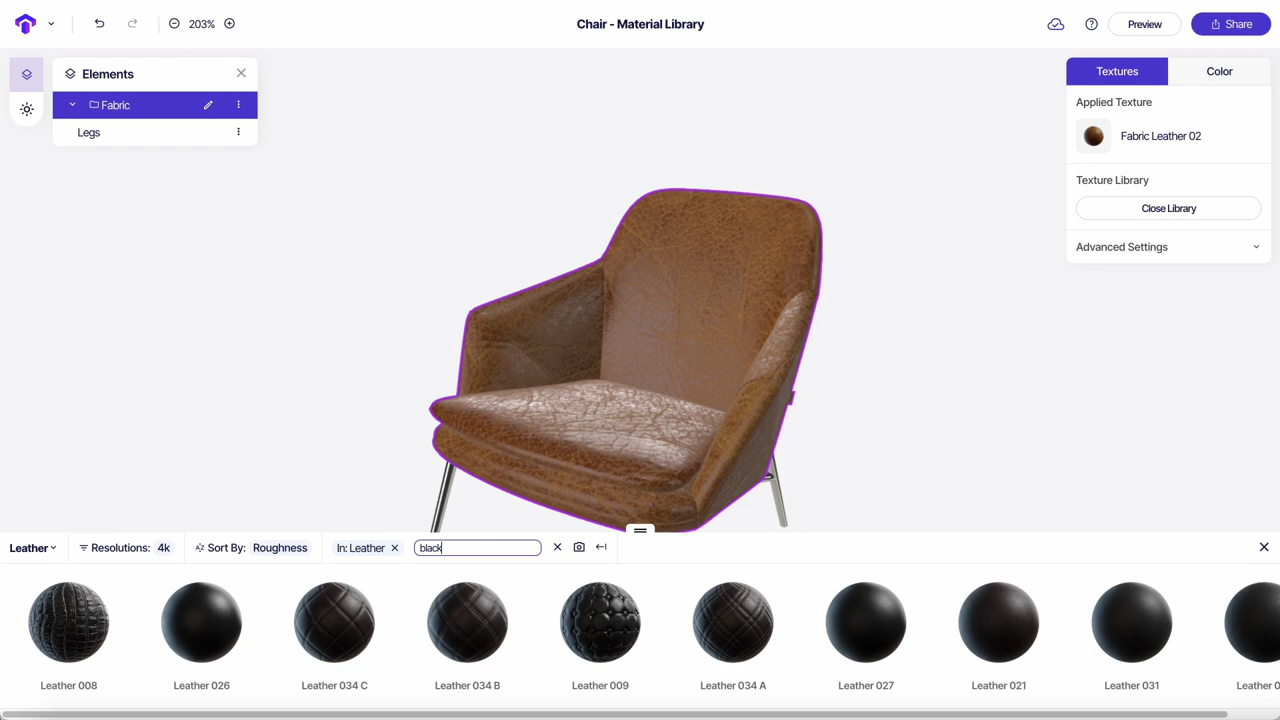 203%
Chair - Material Library
Preview
Share
Elements
Fabric
Legs
Textures
Color
Applied Texture
Fabric Leather 02
Texture Library
Close Library
Advanced Settings
Leather
Resolutions: 4k
Sort By: Roughness
In: Leather
black
Leather 008
Leather 026
Leather 034 C
Leather 034 B
Leather 009
Leather 034 A
Leather 027
Leather 021
Leather 031
Leather 0